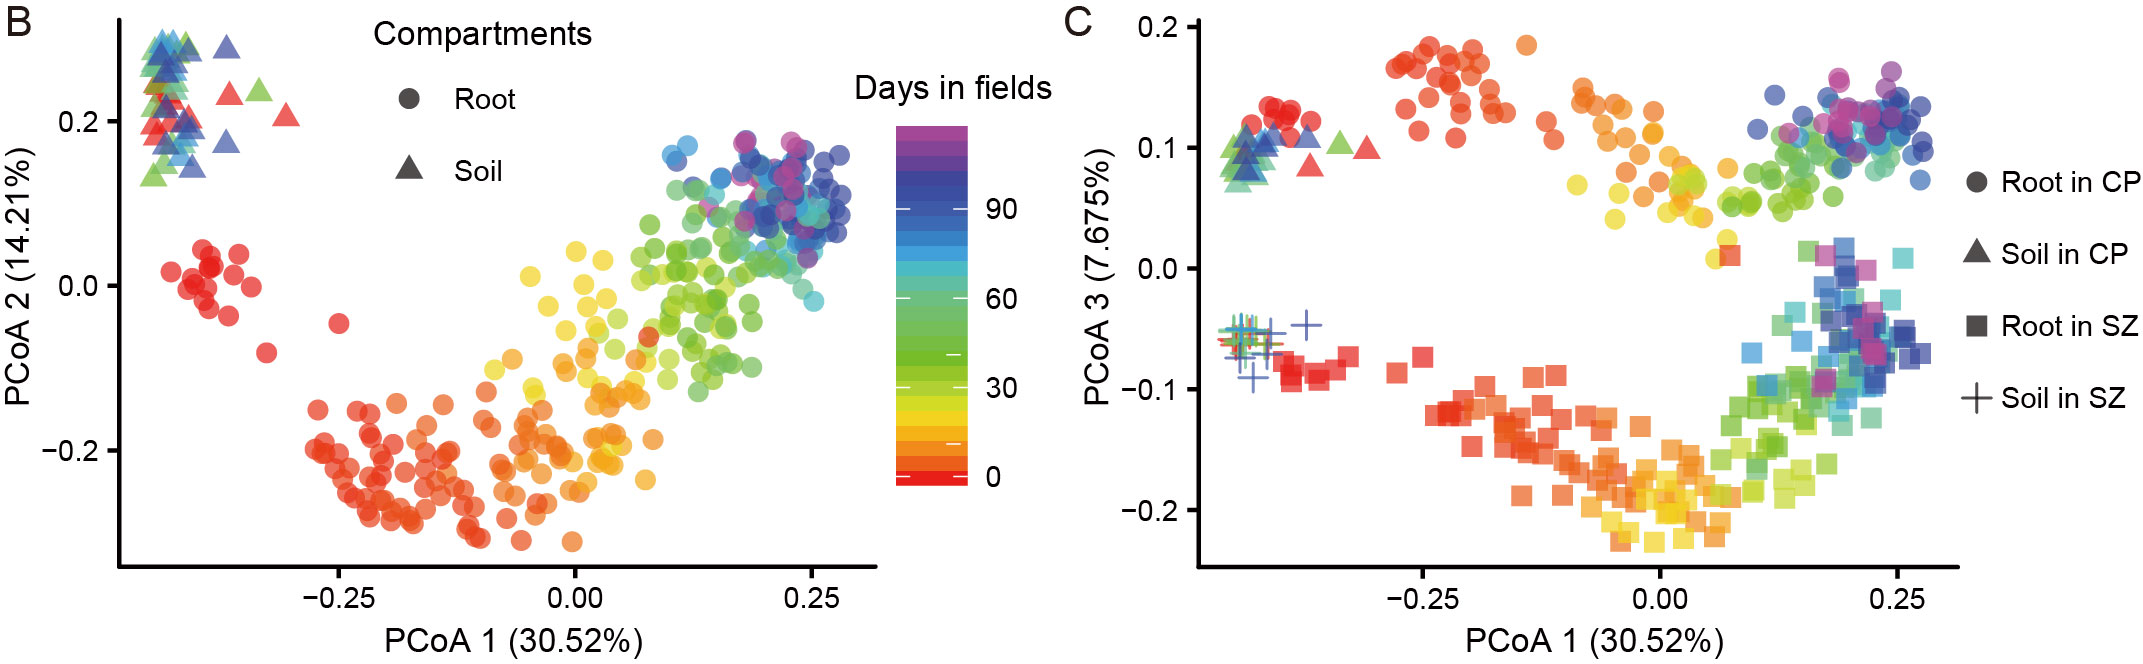 B
Compartments
Root
Soil
Days in fields
90
60
30
0
0.2
0.0
−0.2
PCoA 2 (14.21%)
−0.25
0.00
0.25
PCoA 1 (30.52%)
C
0.2
0.1
0.0
−0.1
−0.2
PCoA 3 (7.675%)
−0.25
0.00
0.25
PCoA 1 (30.52%)
Root in CP
Soil in CP
Root in SZ
Soil in SZ